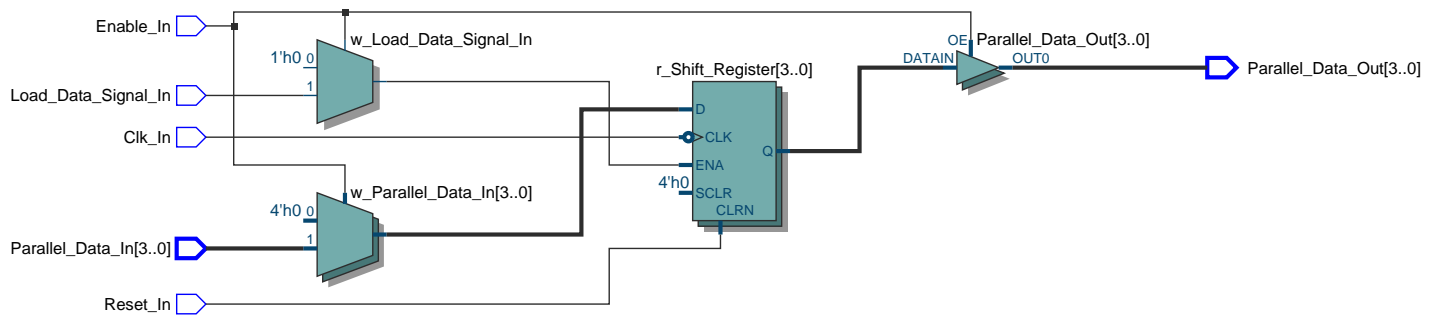 Enable_In
w_Load_Data_Signal_In
1'h0 0
1
Load_Data_Signal_In
Clk_In
w_Parallel_Data_In[3..0]
4'h0 0
1
Parallel_Data_In[3..0]
Reset_In
r_Shift_Register[3..0]
D
CLK
Q
ENA
4'h0
SCLR
CLRN
OE
Parallel_Data_Out[3..0]
DATAIN
OUT0
Parallel_Data_Out[3..0]